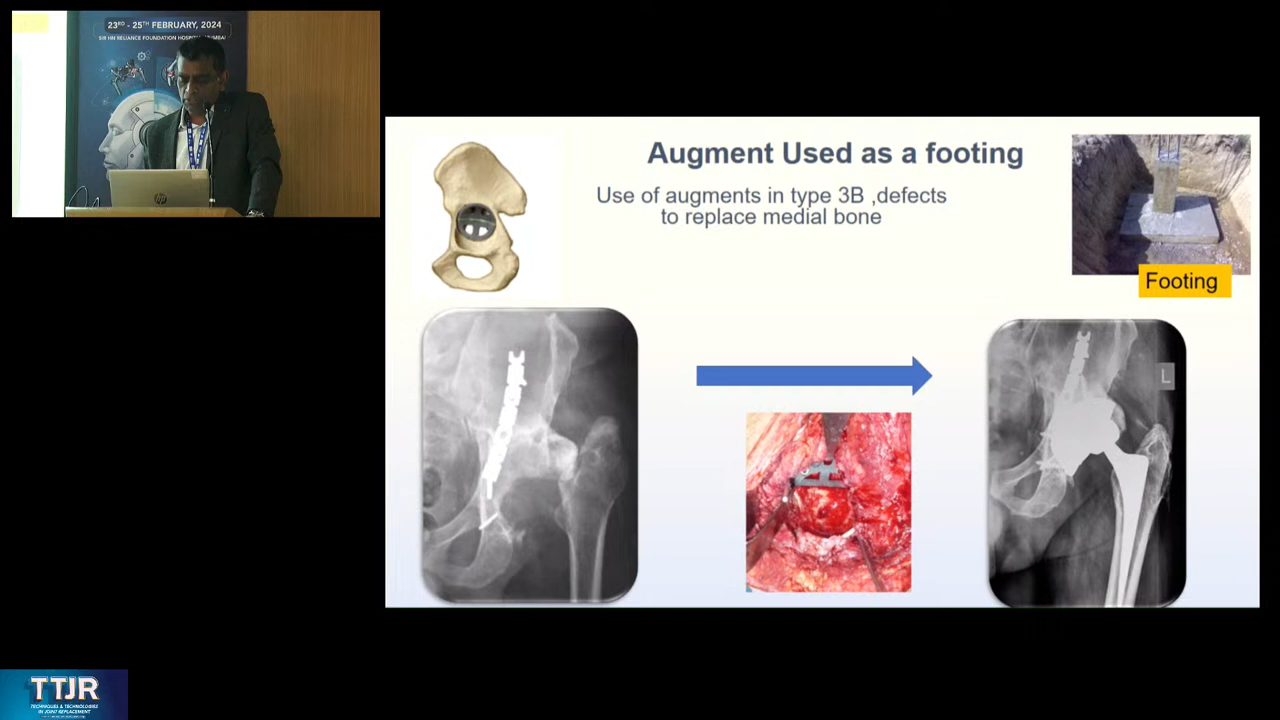 23RD - 25TH FEBRUARY, 2024
SIR HN RELIANCE FOUNDATION HOSPITAL, MUMBAI
hp
Augment Used as a footing
Use of augments in type 3B ,defects
to replace medial bone
Footing
L
TTJR
TECHNIQUES & TECHNOLOGIES
IN JOINT REPLACEMENT